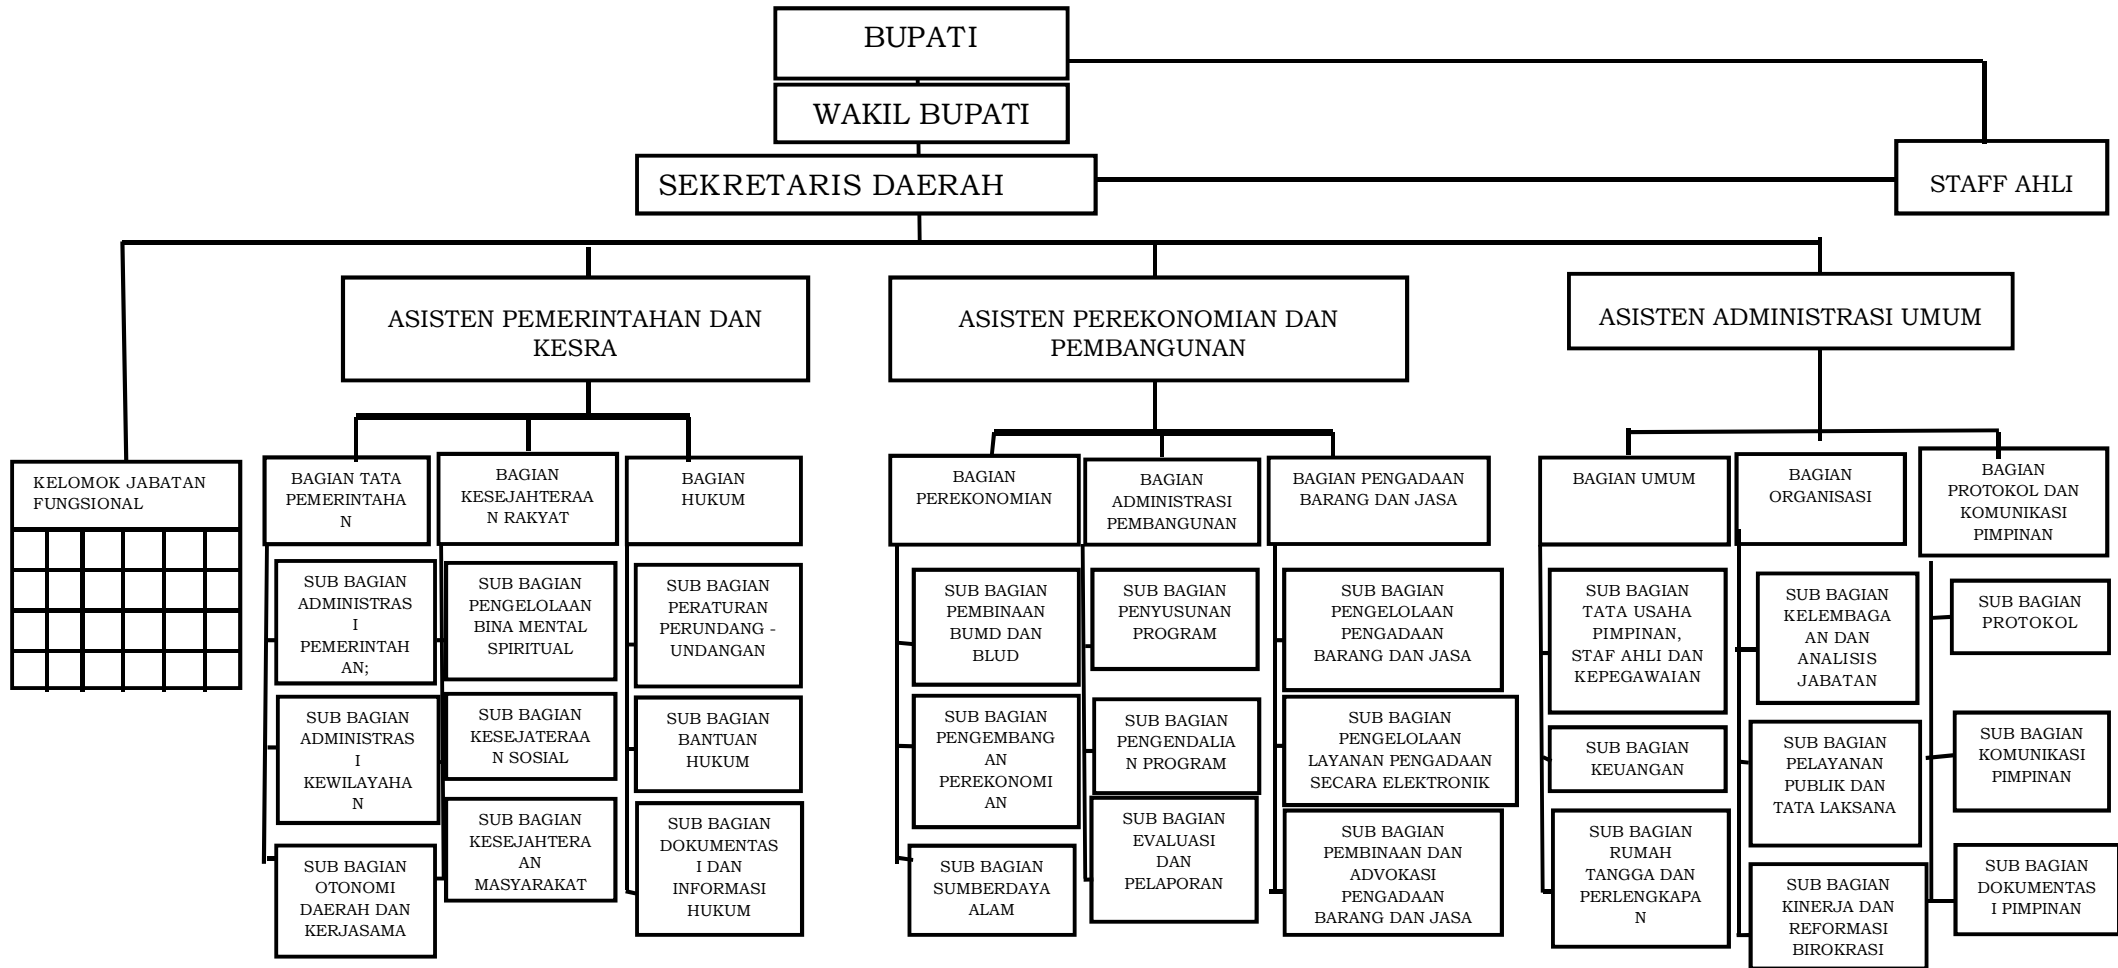 BUPATI
WAKIL BUPATI
SEKRETARIS DAERAH
STAFF AHLI
ASISTEN PEMERINTAHAN DAN
KESRA
ASISTEN PEREKONOMIAN DAN
PEMBANGUNAN
ASISTEN ADMINISTRASI UMUM
KELOMOK JABATAN
FUNGSIONAL
BAGIAN TATA
PEMERINTAHA
N
BAGIAN
KESEJAHTERAA
N RAKYAT
BAGIAN
HUKUM
BAGIAN
PEREKONOMIAN
BAGIAN
ADMINISTRASI
PEMBANGUNAN
BAGIAN PENGADAAN
BARANG DAN JASA
BAGIAN UMUM
BAGIAN
ORGANISASI
BAGIAN
PROTOKOL DAN
KOMUNIKASI
PIMPINAN
SUB BAGIAN
ADMINISTRAS
I
PEMERINTAH
AN;
SUB BAGIAN
PENGELOLAAN
BINA MENTAL
SPIRITUAL
SUB BAGIAN
PERATURAN
PERUNDANG -
UNDANGAN
SUB BAGIAN
PEMBINAAN
BUMD DAN
BLUD
SUB BAGIAN
PENYUSUNAN
PROGRAM
SUB BAGIAN
PENGELOLAAN
PENGADAAN
BARANG DAN JASA
SUB BAGIAN
TATA USAHA
PIMPINAN,
STAF AHLI DAN
KEPEGAWAIAN
SUB BAGIAN
KELEMBAGA
AN DAN
ANALISIS
JABATAN
SUB BAGIAN
PROTOKOL
SUB BAGIAN
ADMINISTRAS
I
KEWILAYAHA
N
SUB BAGIAN
KESEJATERAA
N SOSIAL
SUB BAGIAN
BANTUAN
HUKUM
SUB BAGIAN
PENGEMBANG
AN
PEREKONOMI
AN
SUB BAGIAN
PENGENDALIA
N PROGRAM
SUB BAGIAN
PENGELOLAAN
LAYANAN PENGADAAN
SECARA ELEKTRONIK
SUB BAGIAN
KEUANGAN
SUB BAGIAN
PELAYANAN
PUBLIK DAN
TATA LAKSANA
SUB BAGIAN
KOMUNIKASI
PIMPINAN
SUB BAGIAN
OTONOMI
DAERAH DAN
KERJASAMA
SUB BAGIAN
KESEJAHTERA
AN
MASYARAKAT
SUB BAGIAN
DOKUMENTAS
I DAN
INFORMASI
HUKUM
SUB BAGIAN
SUMBERDAYA
ALAM
SUB BAGIAN
EVALUASI
DAN
PELAPORAN
SUB BAGIAN
PEMBINAAN DAN
ADVOKASI
PENGADAAN
BARANG DAN JASA
SUB BAGIAN
RUMAH
TANGGA DAN
PERLENGKAPA
N
SUB BAGIAN
KINERJA DAN
REFORMASI
BIROKRASI
SUB BAGIAN
DOKUMENTAS
I PIMPINAN